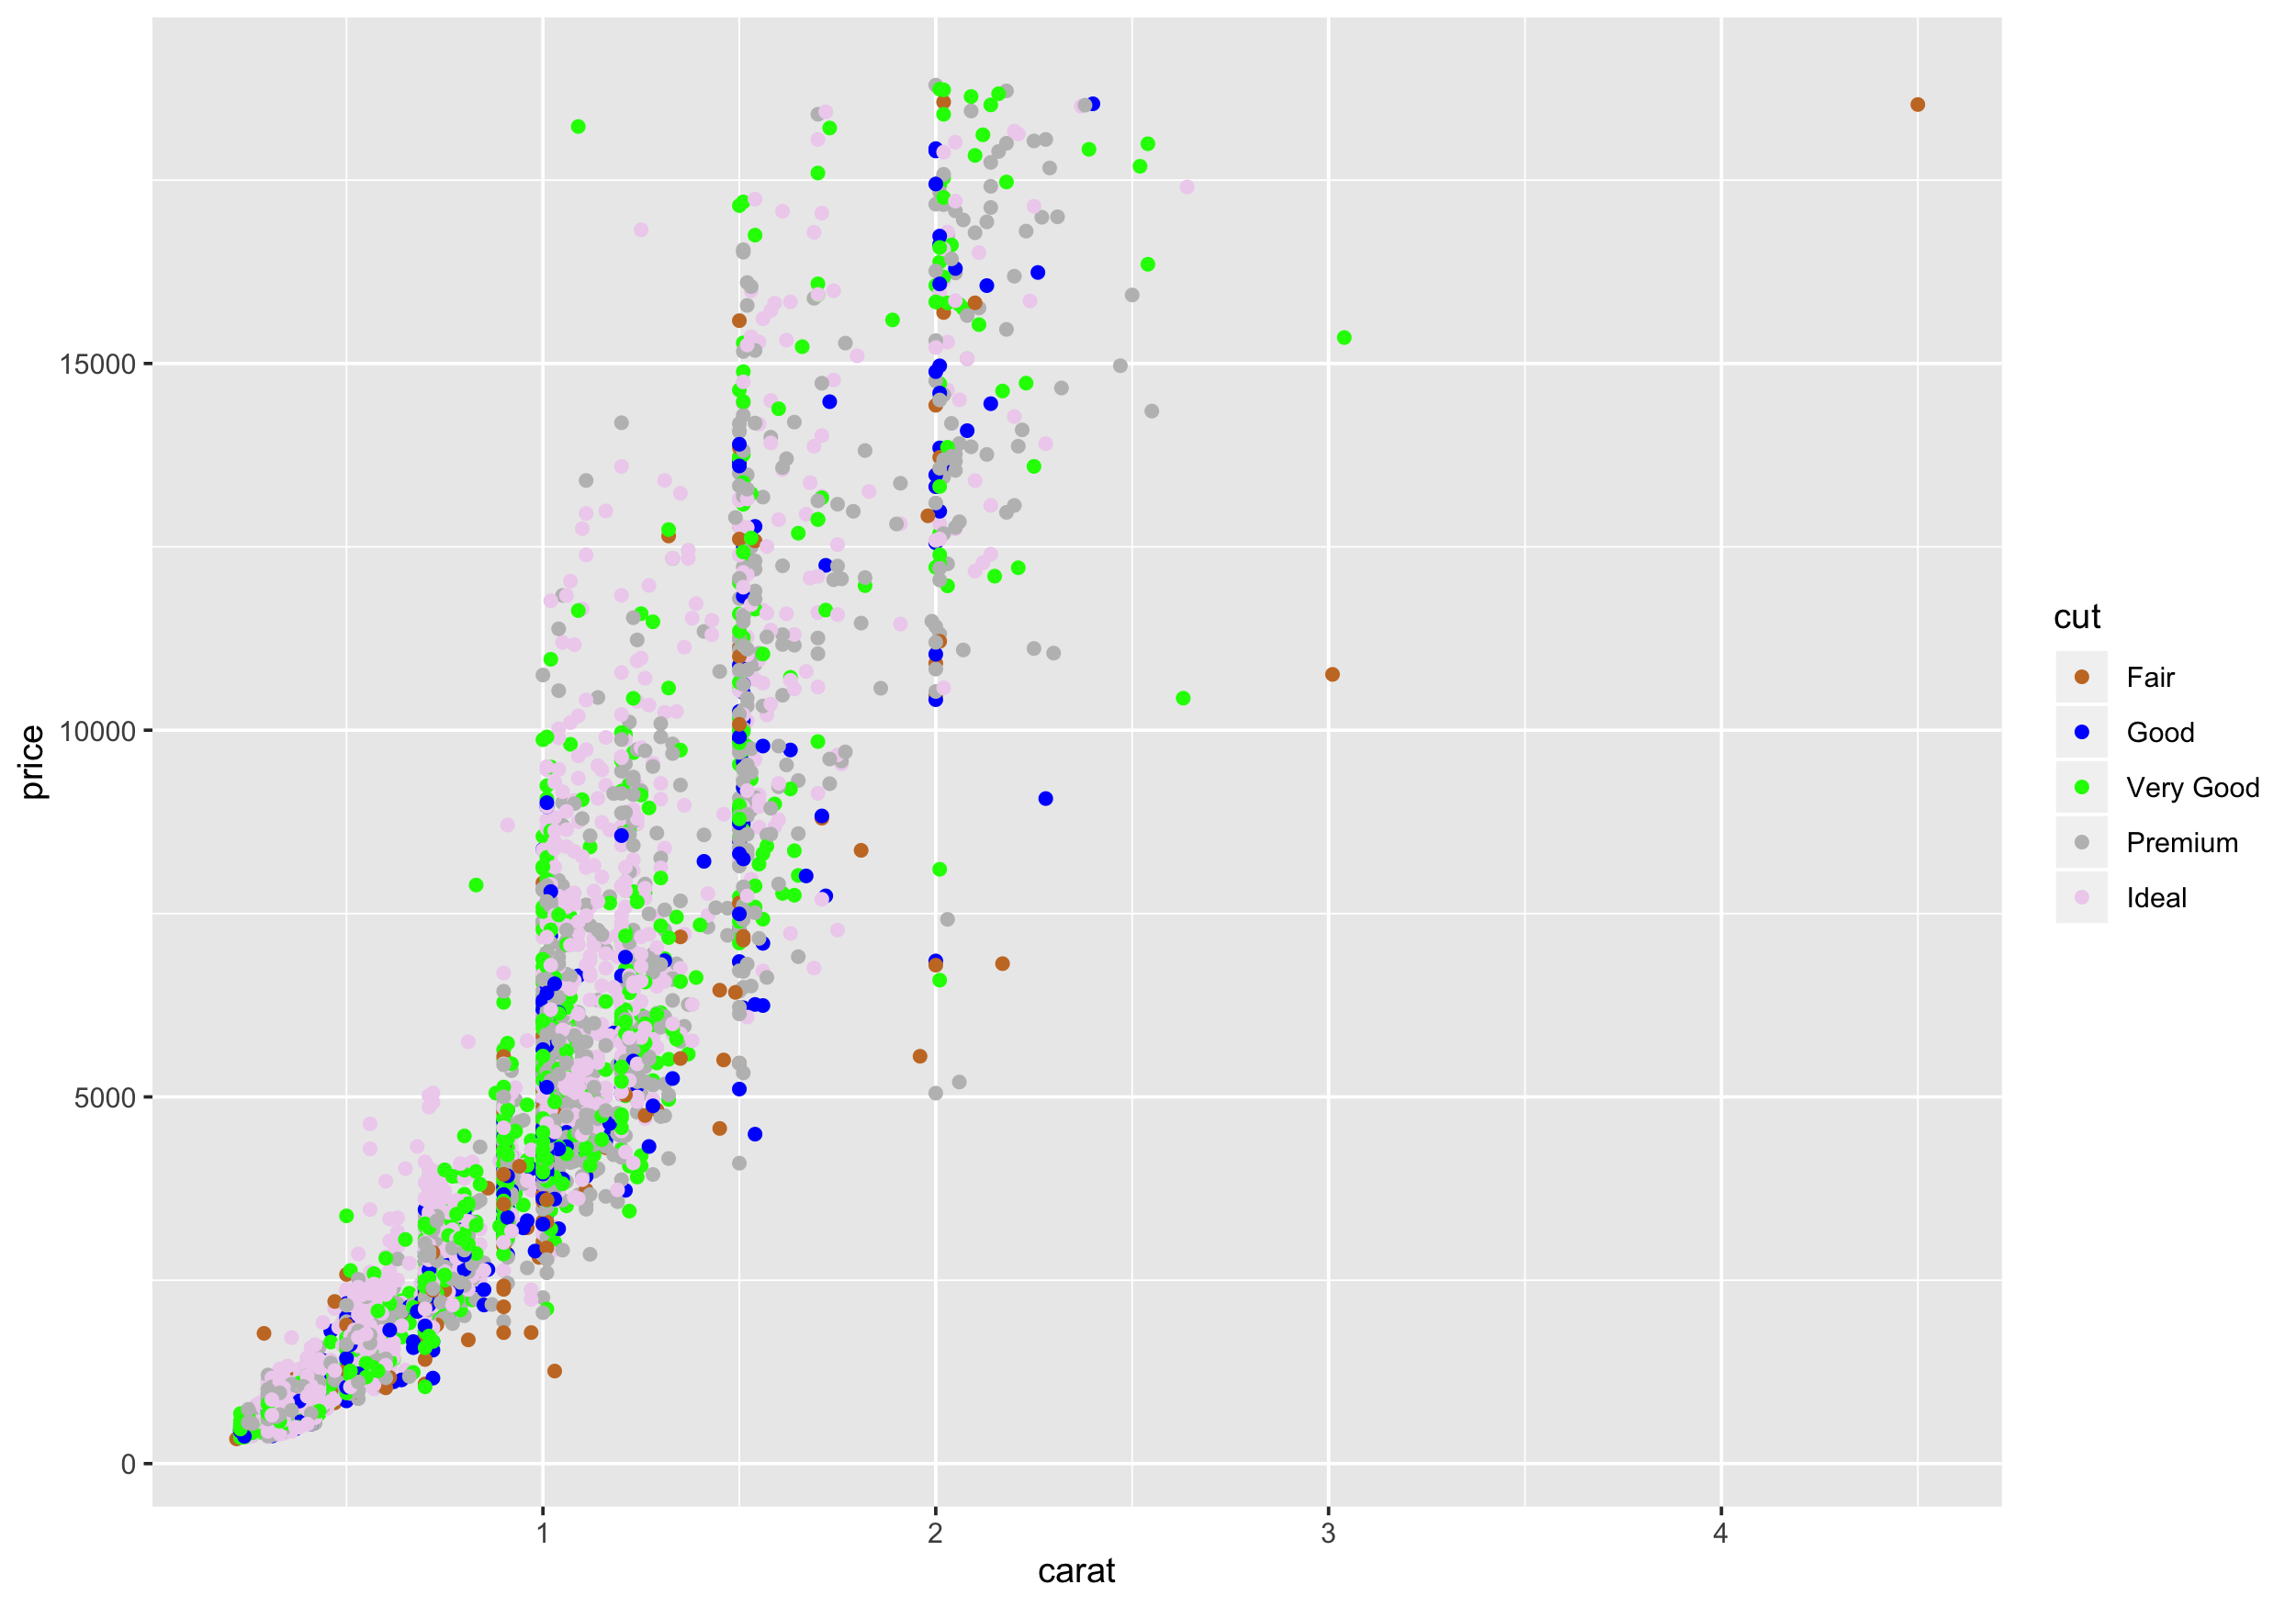 price
15000
10000
5000
0
1
2
3
4
carat
cut
Fair
Good
Very Good
Premium
Ideal